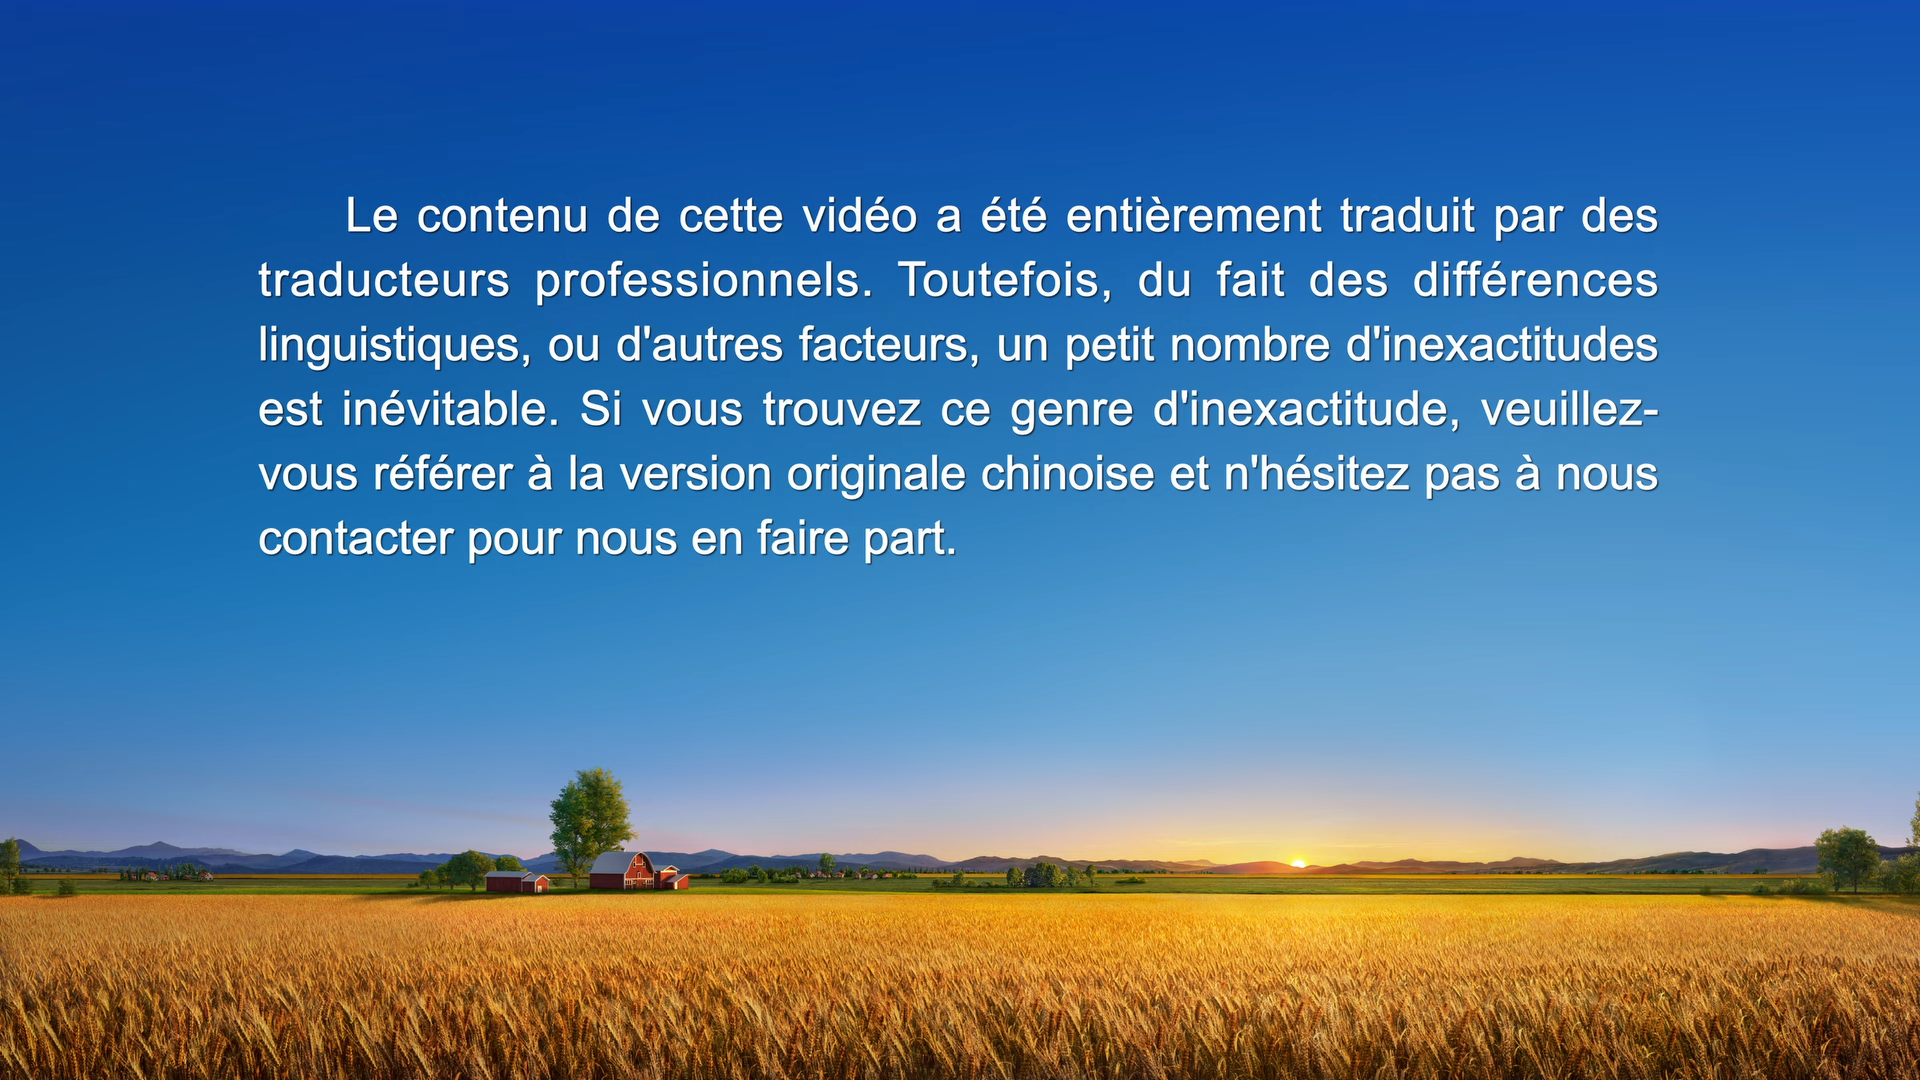 Le contenu de cette vidéo a été entièrement traduit par des
traducteurs professionnels. Toutefois, du fait des différences
linguistiques, ou d'autres facteurs, un petit nombre d'inexactitudes
est inévitable. Si vous trouvez ce genre d'inexactitude, veuillez-
vous référer à la version originale chinoise et n'hésitez pas à nous
contacter pour nous en faire part.